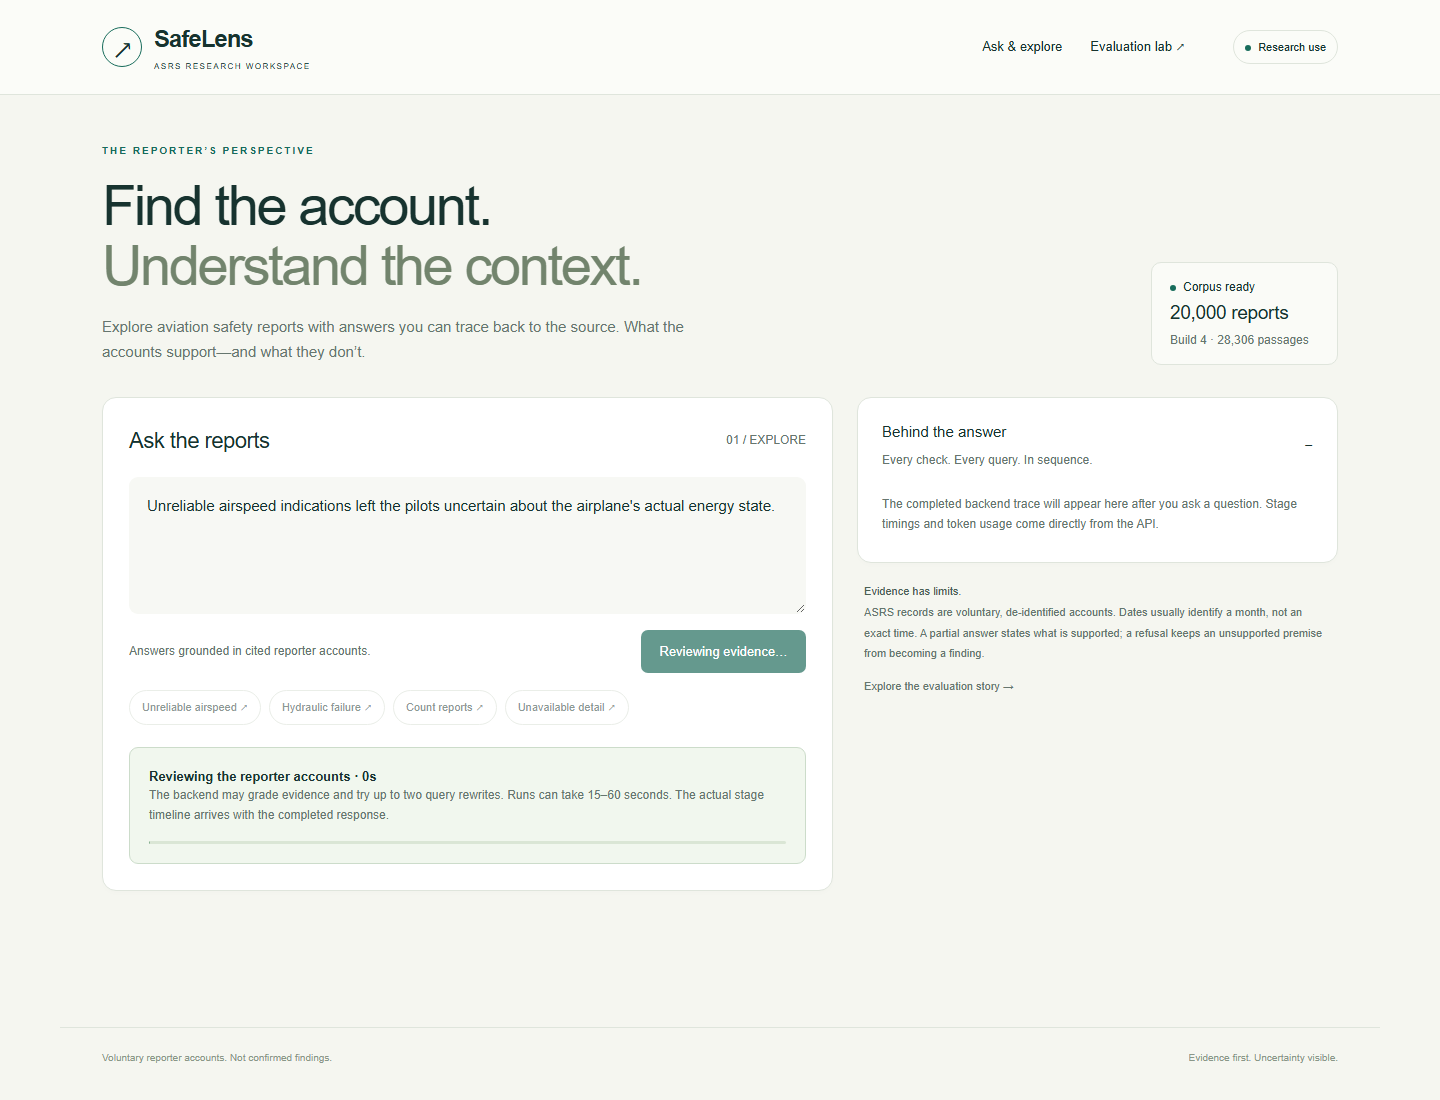 SafeLens
ASRS RESEARCH WORKSPACE
Ask & explore
Evaluation lab ↗
Research use
THE REPORTER’S PERSPECTIVE
Find the account.
Understand the context.
Explore aviation safety reports with answers you can trace back to the source. What the
accounts support—and what they don’t.
Corpus ready
20,000 reports
Build 4 · 28,306 passages
Ask the reports
01 / EXPLORE
Unreliable airspeed indications left the pilots uncertain about the airplane's actual energy state.
Answers grounded in cited reporter accounts.
Reviewing evidence…
Unreliable airspeed ↗
Hydraulic failure ↗
Count reports ↗
Unavailable detail ↗
Reviewing the reporter accounts · 0s
The backend may grade evidence and try up to two query rewrites. Runs can take 15–60 seconds. The actual stage
timeline arrives with the completed response.
Behind the answer
Every check. Every query. In sequence.
–
The completed backend trace will appear here after you ask a question. Stage
timings and token usage come directly from the API.
Evidence has limits.
ASRS records are voluntary, de-identified accounts. Dates usually identify a month, not an
exact time. A partial answer states what is supported; a refusal keeps an unsupported premise
from becoming a finding.
Explore the evaluation story →
Voluntary reporter accounts. Not confirmed findings.
Evidence first. Uncertainty visible.